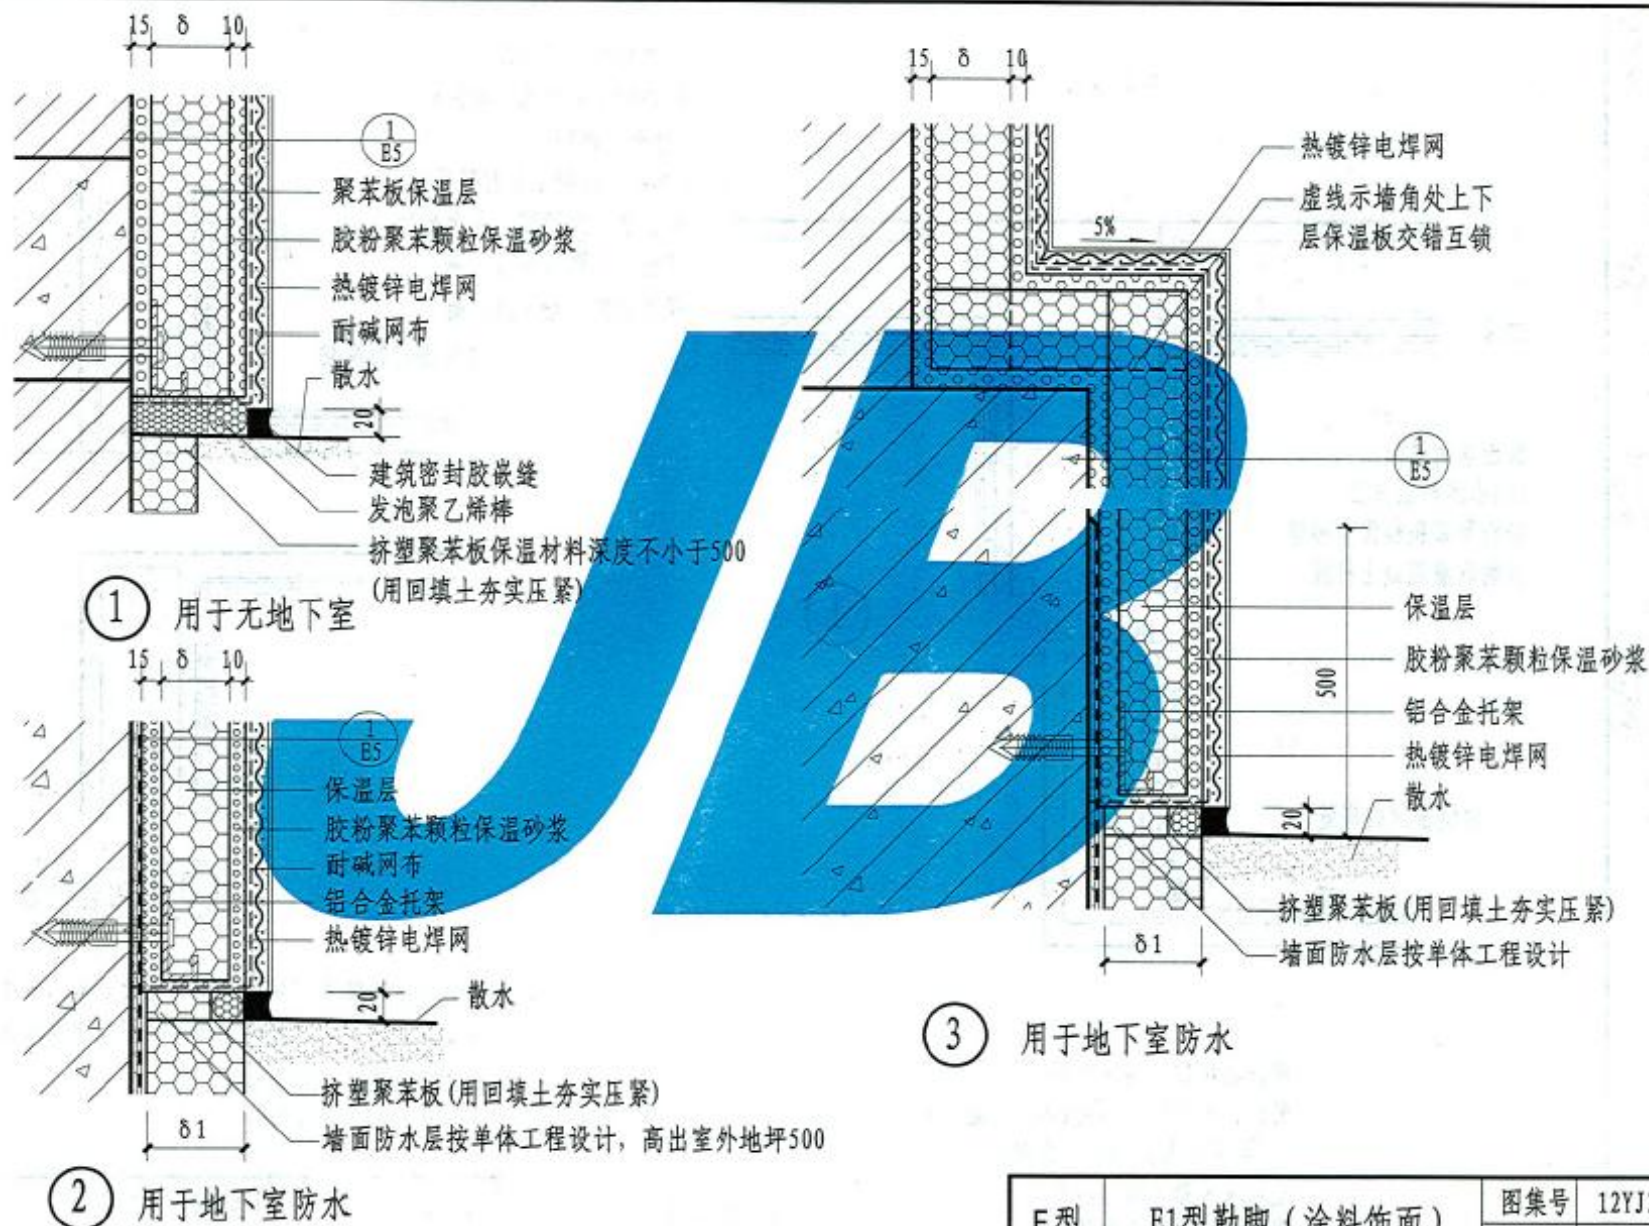 15 δ 10
1
E5
聚苯板保温层
胶粉聚苯颗粒保温砂浆
热镀锌电焊网
耐碱网布
散水
20
建筑密封胶嵌缝
发泡聚乙烯棒
挤塑聚苯板保温材料深度不小于500
(用回填土夯实压紧)
1 用于无地下室
15 δ 10
1
E5
保温层
胶粉聚苯颗粒保温砂浆
耐碱网布
铝合金托架
热镀锌电焊网
20
散水
挤塑聚苯板(用回填土夯实压紧)
δ1
墙面防水层按单体工程设计, 高出室外地坪500
2 用于地下室防水
15 δ 10
热镀锌电焊网
虚线示墙角处上下
层保温板交错互锁
5%
1
E5
保温层
胶粉聚苯颗粒保温砂浆
500
铝合金托架
热镀锌电焊网
散水
20
挤塑聚苯板(用回填土夯实压紧)
δ1
墙面防水层按单体工程设计
3 用于地下室防水
JB
E型 E1型勒脚(涂料饰面) 图集号 12YJ